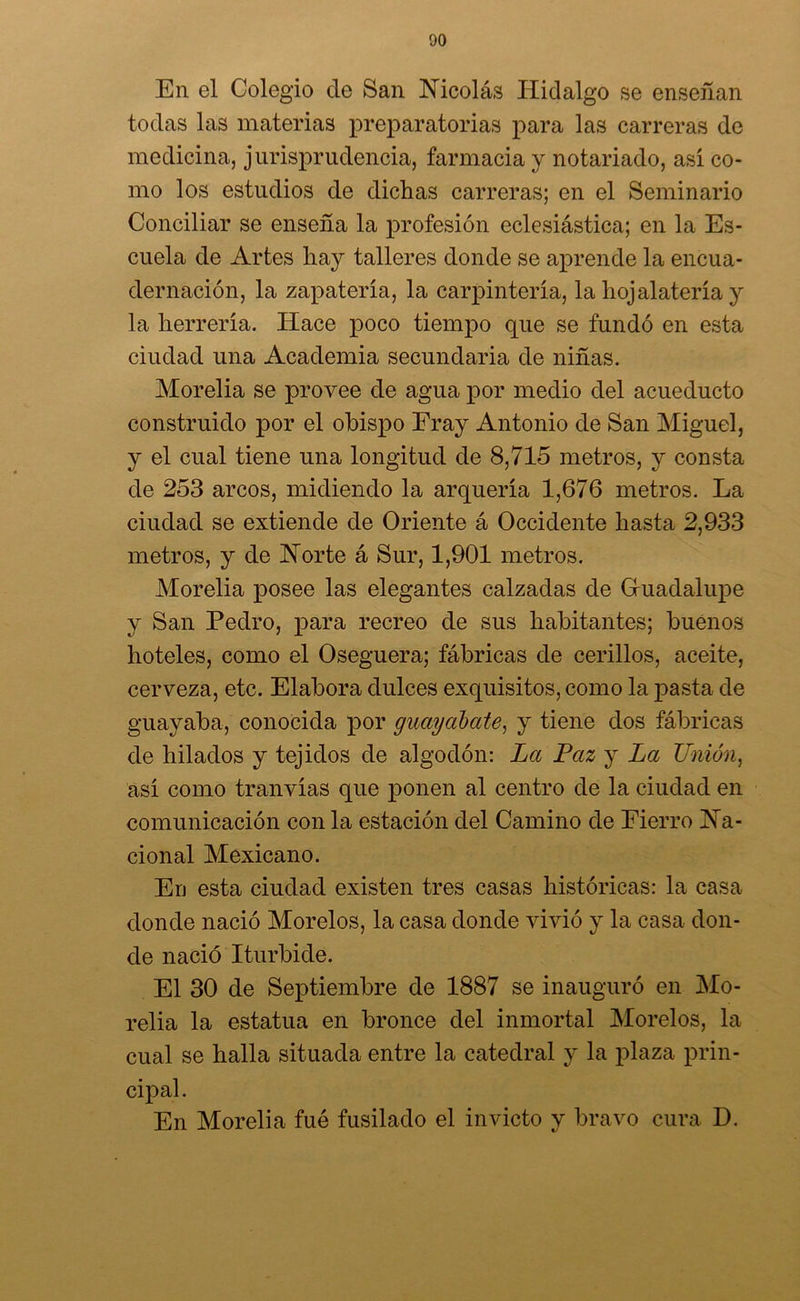 90
En el Colegio de San Nicolás Hidalgo se enseñan
todas las materias preparatorias para las carreras de
medicina, jurisprudencia, farmacia y notariado, así co-
mo los estudios de dichas carreras; en el Seminario
Conciliar se enseña la profesión eclesiástica; en la Es-
cuela de Artes hay talleres donde se aprende la encua-
dernación, la zapatería, la carpintería, la hojalatería y
la herrería. Hace poco tiempo que se fundó en esta
ciudad una Academia secundaria de niñas.
Morelia se provee de agua por medio del acueducto
construido por el obispo Fray Antonio de San Miguel,
y el cual tiene una longitud de 8,715 metros, y consta
de 253 arcos, midiendo la arquería 1,676 metros. La
ciudad se extiende de Oriente á Occidente hasta 2,933
metros, y de Norte á Sur, 1,901 metros.
Morelia posee las elegantes calzadas de Guadalupe
y San Pedro, para recreo de sus habitantes; buenos
hoteles, como el Oseguera; fábricas de cerillos, aceite,
cerveza, etc. Elabora dulces exquisitos, como la pasta de
guayaba, conocida por guayabate, y tiene dos fábricas
de hilados y tejidos de algodón: La Paz y La Unión,
así como tranvías que ponen al centro de la ciudad en
comunicación con la estación del Camino de Fierro Na-
cional Mexicano.
En esta ciudad existen tres casas históricas: la casa
donde nació Morelos, la casa donde vivió y la casa don-
de nació Iturbide.
El 30 de Septiembre de 1887 se inauguró en Mo-
relia la estatua en bronce del inmortal Morelos, la
cual se halla situada entre la catedral y la plaza prin-
cipal.
En Morelia fué fusilado el invicto y bravo cura D.